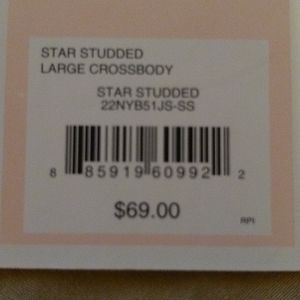 STAR STUDDED
LARGE CROSSBODY
STAR STUDDED
22NYB51JS-SS
8 85919 60992 2
$69.00
RPI